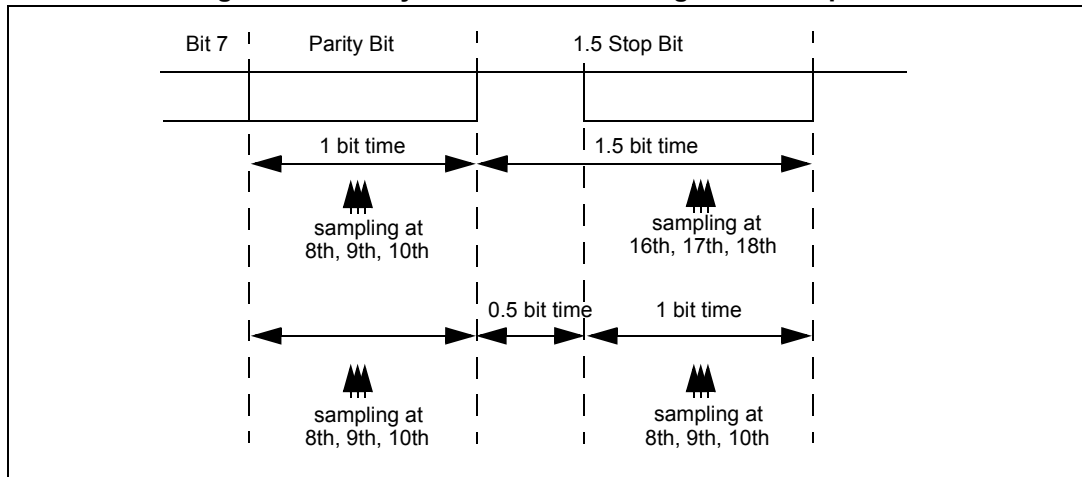 Bit 7 Parity Bit 1.5 Stop Bit
1 bit time 1.5 bit time
sampling at
8th, 9th, 10th
sampling at
16th, 17th, 18th
0.5 bit time 1 bit time
sampling at
8th, 9th, 10th
sampling at
8th, 9th, 10th